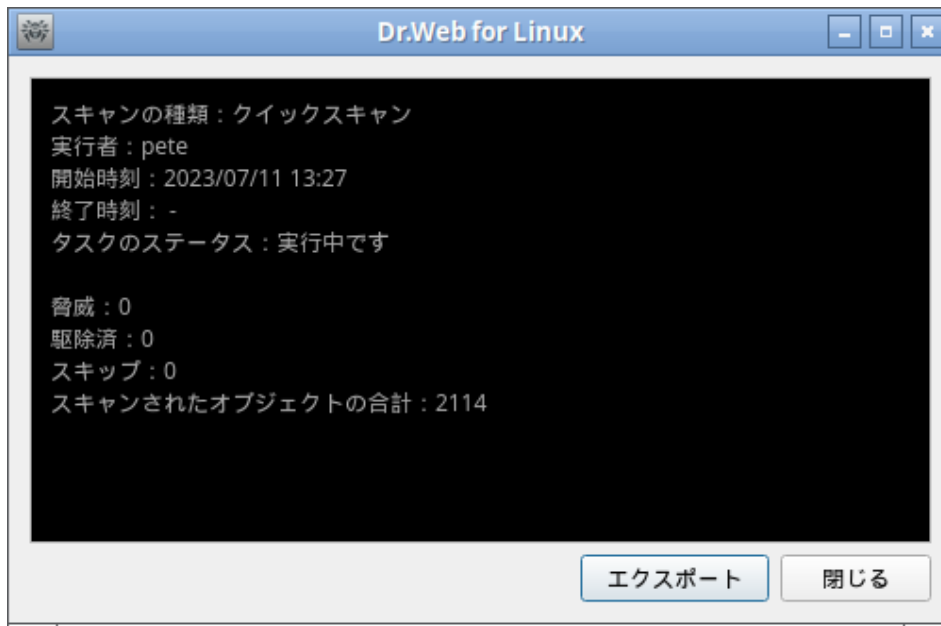 Dr.Web for Linux
スキャンの種類：クイックスキャン
実行者：pete
開始時刻：2023/07/11 13:27
終了時刻： -
タスクのステータス：実行中です
脅威：0
駆除済：0
スキップ：0
スキャンされたオブジェクトの合計：2114
エクスポート
閉じる